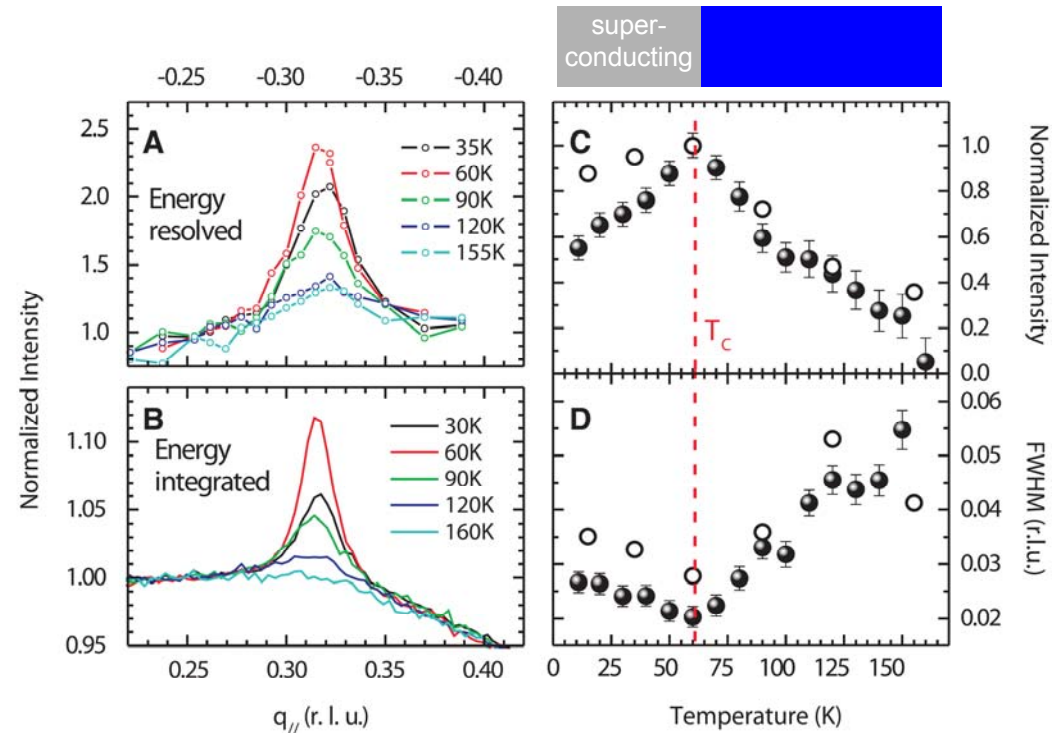 super-
conducting
-0.25 -0.30 -0.35 -0.40
A
Energy
resolved
35K
60K
90K
120K
155K
2.5
2.0
1.5
1.0
B
Energy
integrated
30K
60K
90K
120K
160K
1.10
1.05
1.00
0.95
Normalized Intensity
0.25 0.30 0.35 0.40
q// (r. l. u.)
C
T_C
1.0
0.8
0.6
0.4
0.2
0.0
Normalized Intensity
D
0.06
0.05
0.04
0.03
0.02
FWHM (r.l.u.)
0 25 50 75 100 125 150
Temperature (K)